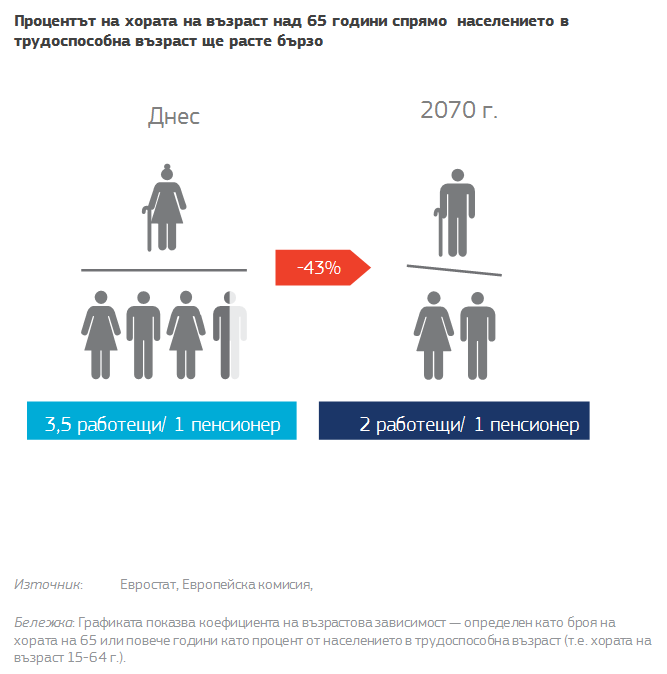 Процентът на хората на възраст над 65 години спрямо населението в
трудоспособна възраст ще расте бързо
Днес
2070 г.
-43%
3,5 работещи/ 1 пенсионер
2 работещи/ 1 пенсионер
Източник: Евростат, Европейска комисия,
Бележка: Графиката показва коефициента на възрастова зависимост — определен като броя на
хората на 65 или повече години като процент от населението в трудоспособна възраст (т.е. хората на
възраст 15-64 г.).